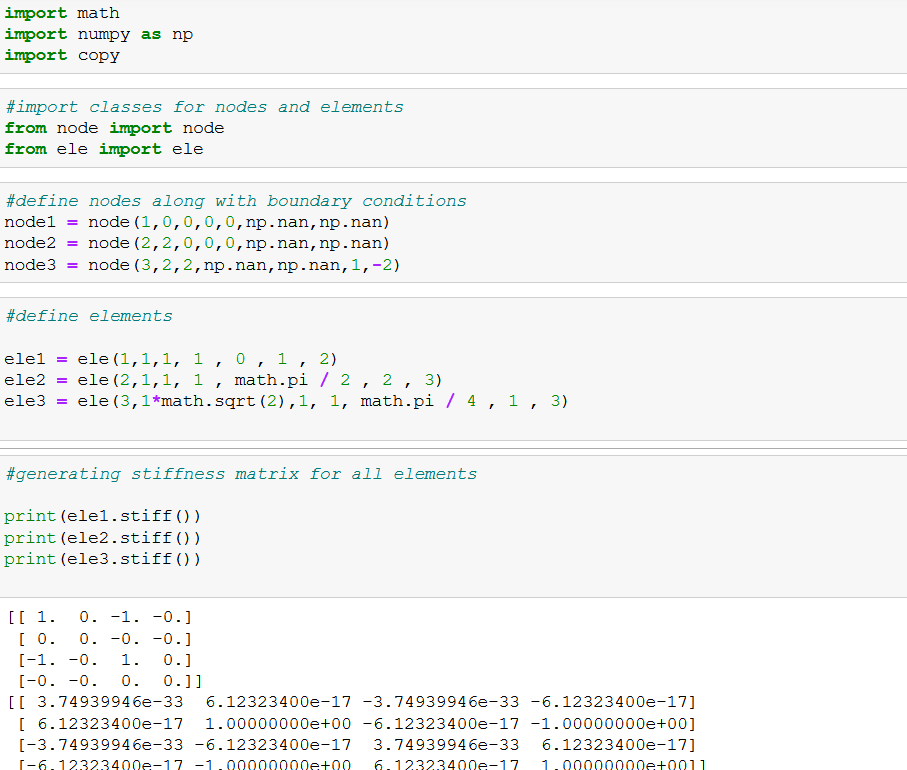 import math
import numpy as np
import copy
#import classes for nodes and elements
from node import node
from ele import ele
#define nodes along with boundary conditions
node1 = node(1,0,0,0,0,np.nan,np.nan)
node2 = node(2,2,0,0,0,np.nan,np.nan)
node3 = node(3,2,2,np.nan,np.nan,1,-2)
#define elements
ele1 = ele(1,1,1, 1 , 0 , 1 , 2)
ele2 = ele(2,1,1, 1 , math.pi / 2 , 2 , 3)
ele3 = ele(3,1*math.sqrt(2),1, 1, math.pi / 4 , 1 , 3)
#generating stiffness matrix for all elements
print(ele1.stiff())
print(ele2.stiff())
print(ele3.stiff())
[[ 1.  0. -1. -0.]
 [ 0.  0. -0. -0.]
 [-1. -0.  1.  0.]
 [-0. -0.  0.  0.]]
[[ 3.74939946e-33  6.12323400e-17 -3.74939946e-33 -6.12323400e-17]
 [ 6.12323400e-17  1.00000000e+00 -6.12323400e-17 -1.00000000e+00]
 [-3.74939946e-33 -6.12323400e-17  3.74939946e-33  6.12323400e-17]
 [-6.12323400e-17 -1.00000000e+00  6.12323400e-17  1.00000000e+00]]